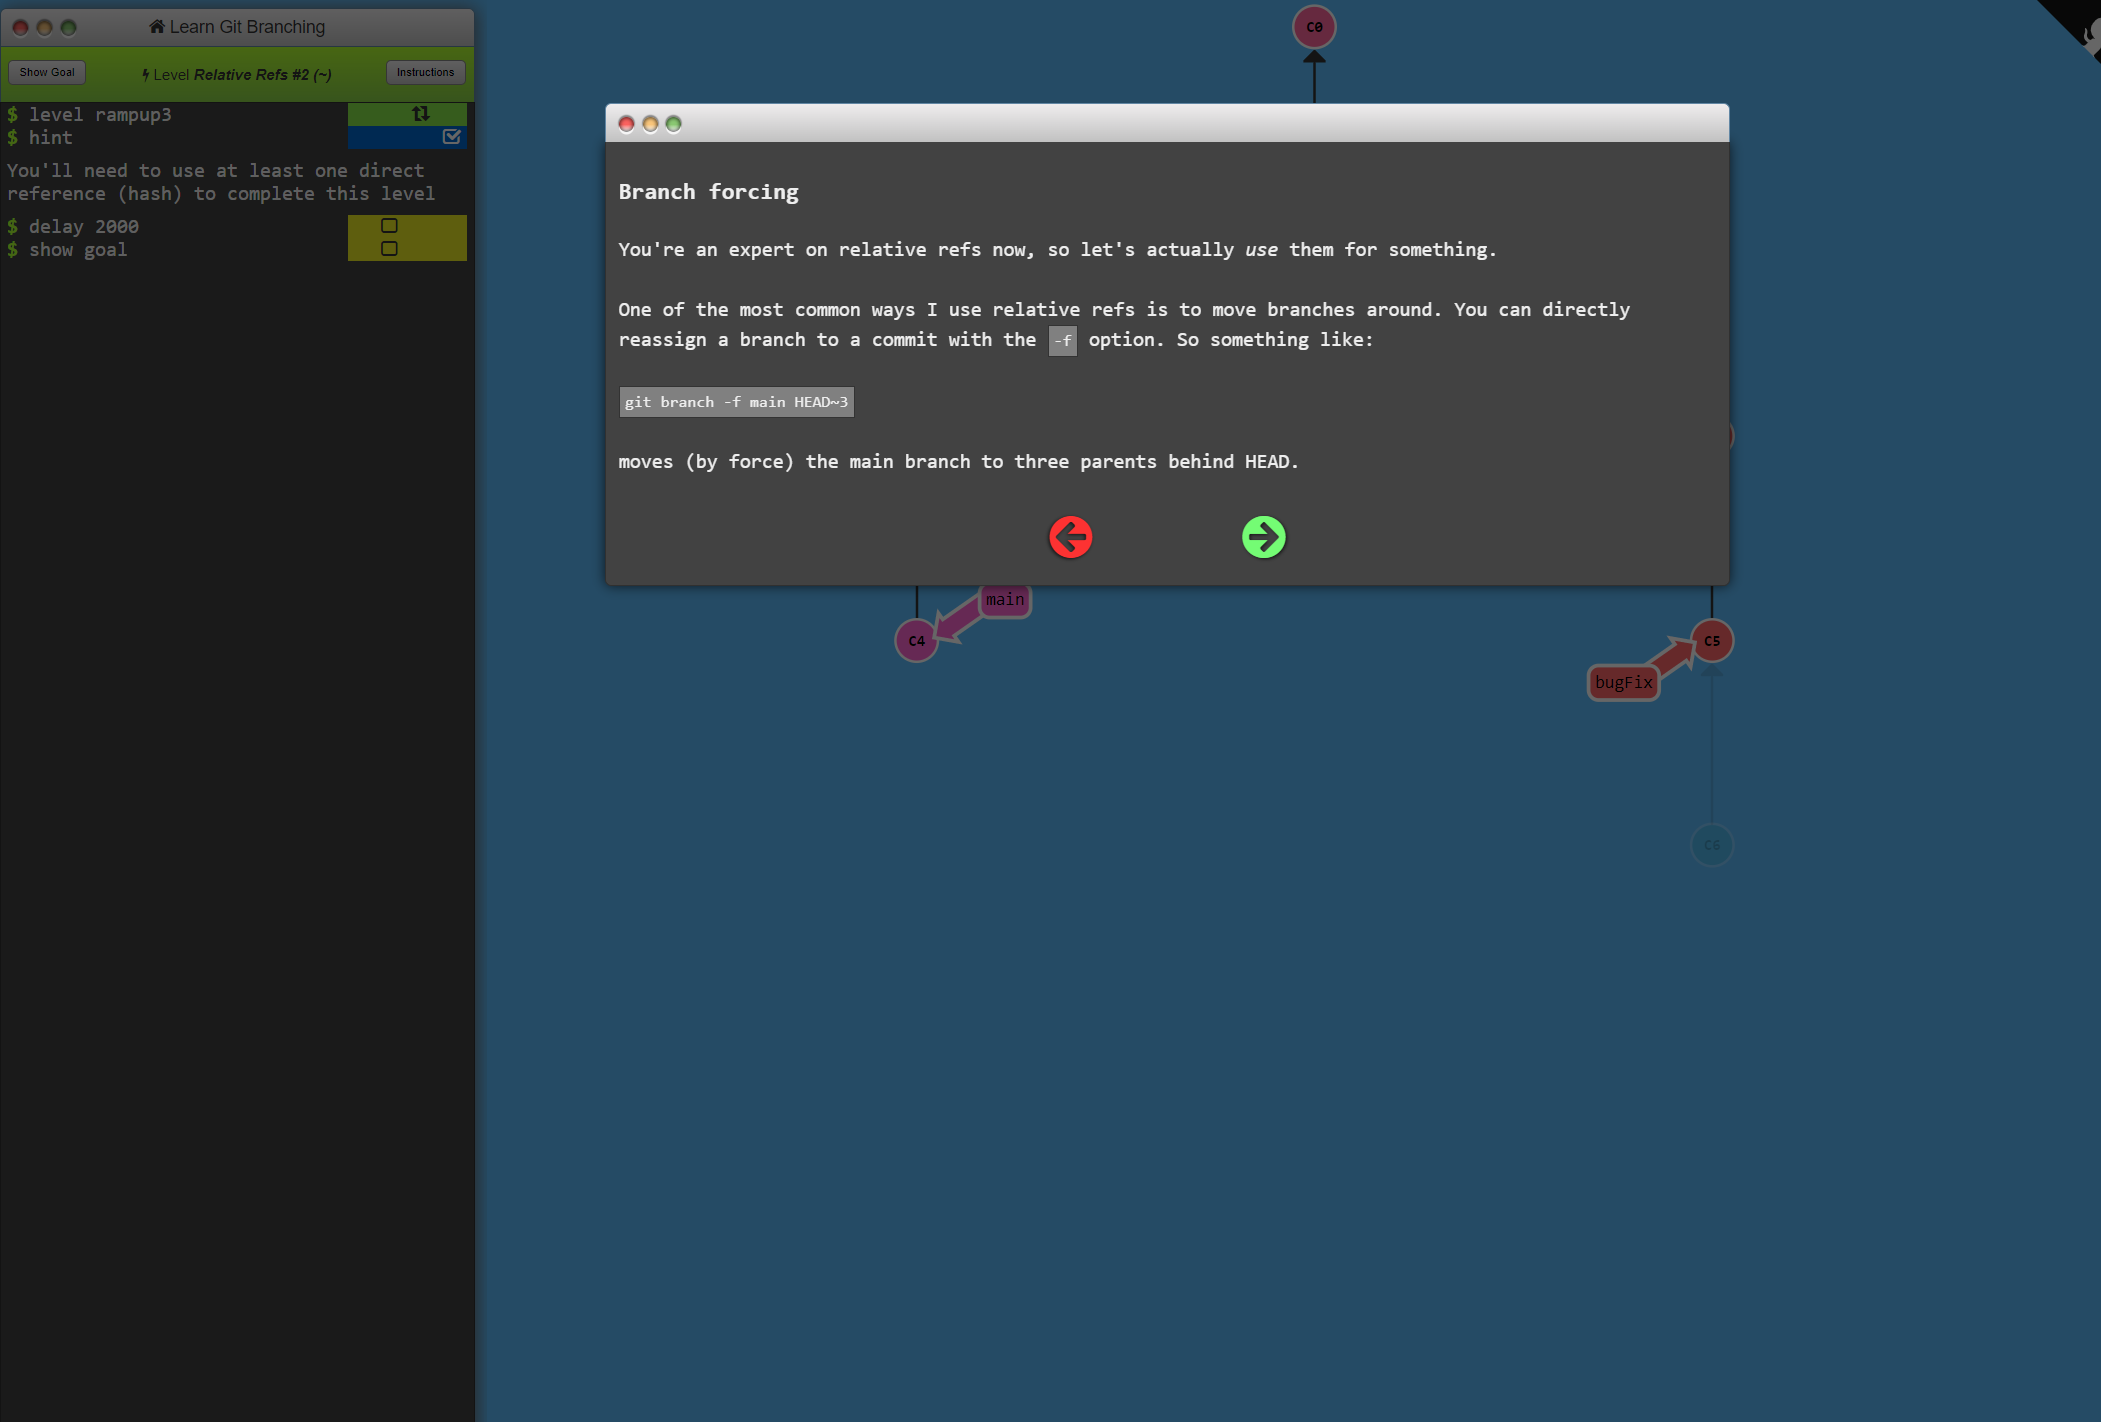 Learn Git Branching
Show Goal
Level Relative Refs #2 (~)
Instructions
$ level rampup3
$ hint
You'll need to use at least one direct
reference (hash) to complete this level
$ delay 2000
$ show goal
C0
Branch forcing
You're an expert on relative refs now, so let's actually use them for something.
One of the most common ways I use relative refs is to move branches around. You can directly
reassign a branch to a commit with the -f option. So something like:
git branch -f main HEAD~3
moves (by force) the main branch to three parents behind HEAD.
main
C4
C5
bugFix
C6